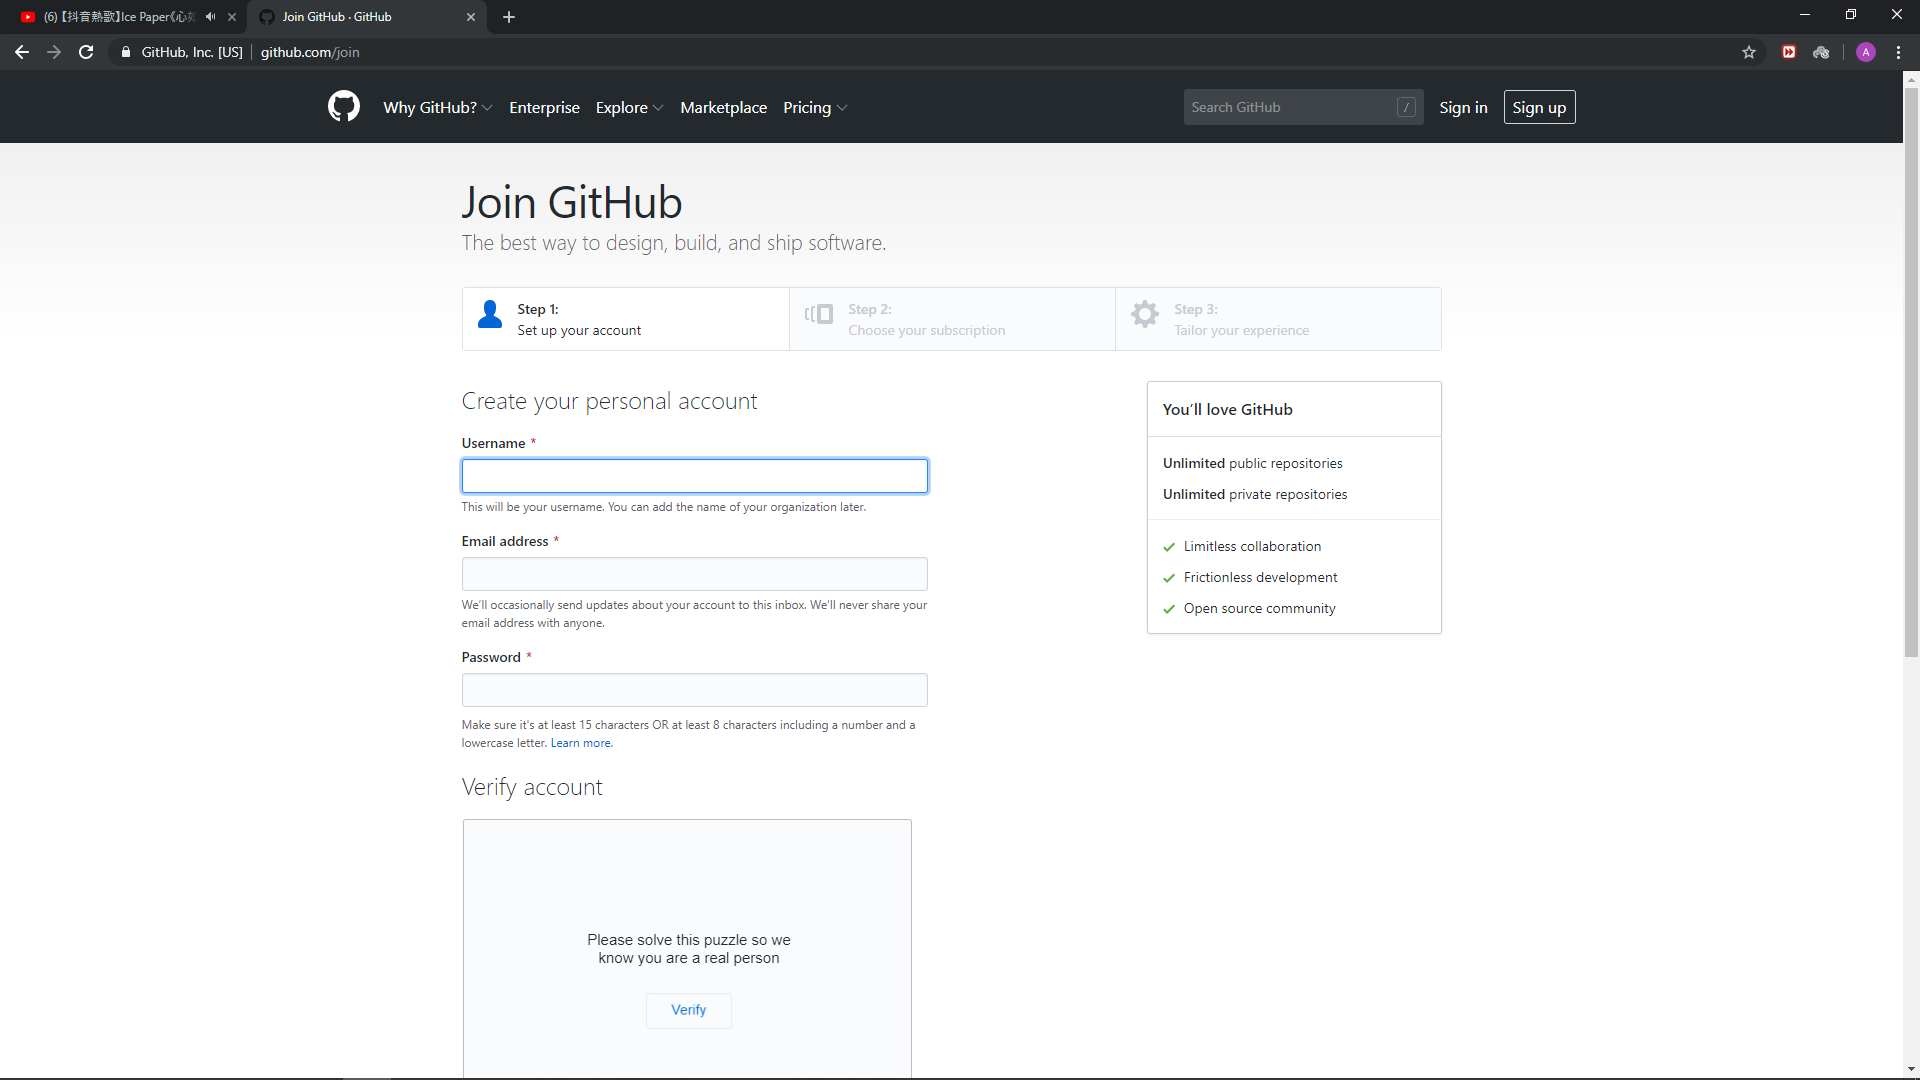 (6)【抖音熱歌】Ice Paper《心如
Join GitHub · GitHub
GitHub, Inc. [US] github.com/join
A
Why GitHub? Enterprise Explore Marketplace Pricing Search GitHub / Sign in Sign up
Join GitHub
The best way to design, build, and ship software.
Step 1:
Set up your account
Step 2:
Choose your subscription
Step 3:
Tailor your experience
Create your personal account
Username *
This will be your username. You can add the name of your organization later.
Email address *
We’ll occasionally send updates about your account to this inbox. We’ll never share your
email address with anyone.
Password *
Make sure it's at least 15 characters OR at least 8 characters including a number and a
lowercase letter. Learn more.
Verify account
Please solve this puzzle so we
know you are a real person
Verify
You’ll love GitHub
Unlimited public repositories
Unlimited private repositories
Limitless collaboration
Frictionless development
Open source community